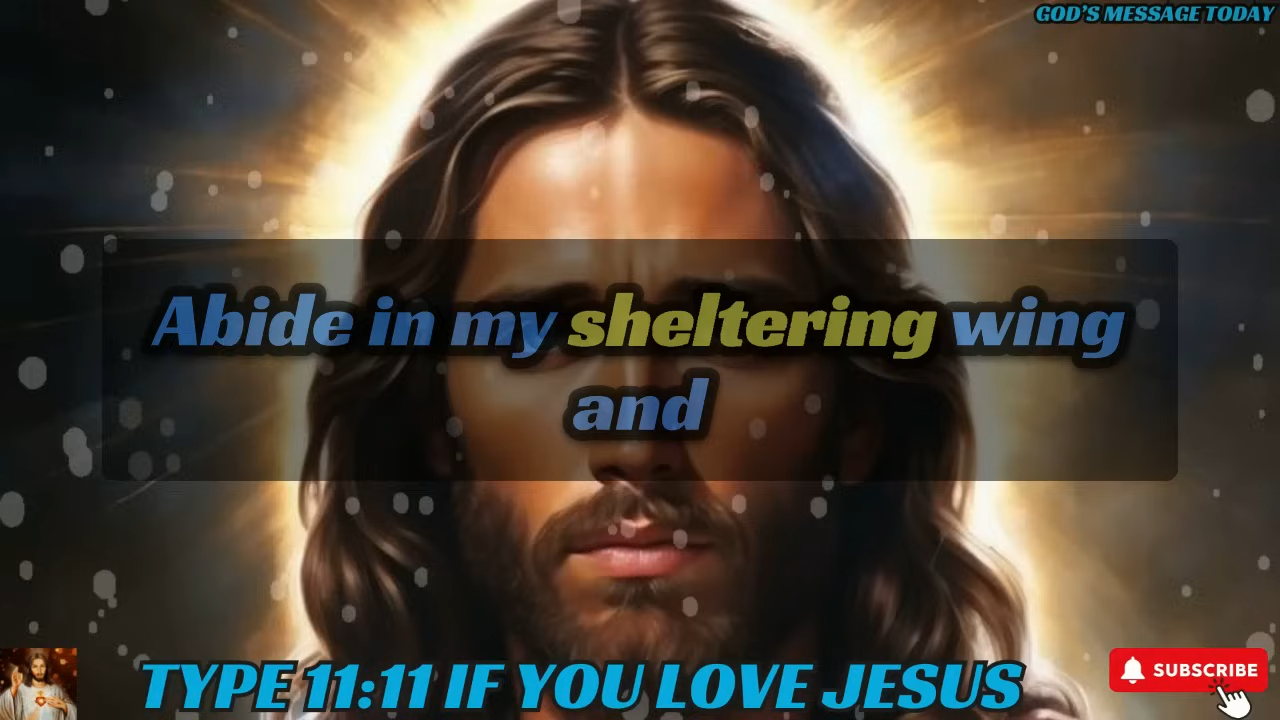 GOD'S MESSAGE TODAY
Abide in my sheltering wing
and
TYPE 11:11 IF YOU LOVE JESUS
SUBSCRIBE